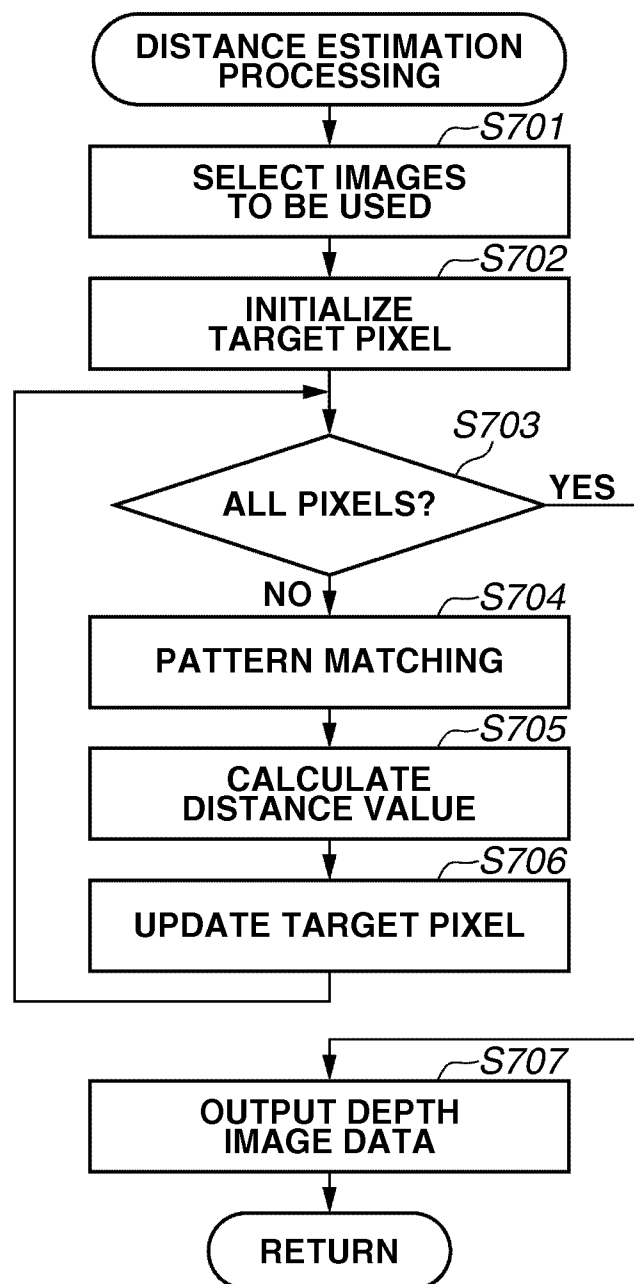 DISTANCE ESTIMATION
PROCESSING
S701
SELECT IMAGES
TO BE USED
S702
INITIALIZE
TARGET PIXEL
S703
ALL PIXELS?
YES
NO
S704
PATTERN MATCHING
S705
CALCULATE
DISTANCE VALUE
S706
UPDATE TARGET PIXEL
S707
OUTPUT DEPTH
IMAGE DATA
RETURN